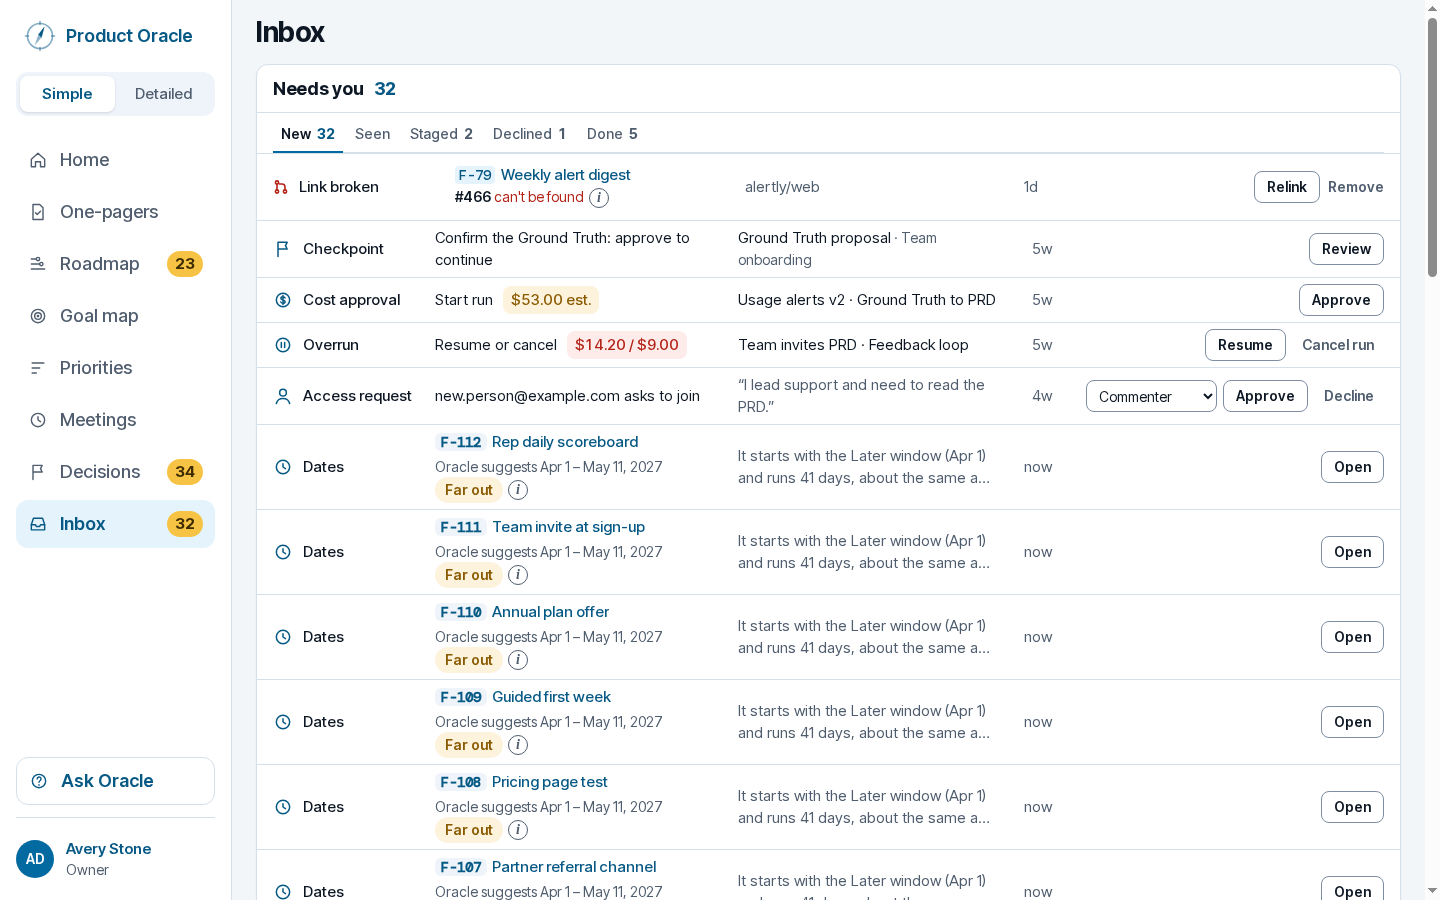 Product Oracle
Simple Detailed
Home
One-pagers
Roadmap 23
Goal map
Priorities
Meetings
Decisions 34
Inbox 32
Ask Oracle
AD
Avery Stone
Owner
Inbox
Needs you 32
New 32 Seen Staged 2 Declined 1 Done 5
Link broken
F-79 Weekly alert digest
#466 can't be found i
alertly/web
1d
Relink Remove
Checkpoint
Confirm the Ground Truth: approve to
continue
Ground Truth proposal · Team
onboarding
5w
Review
Cost approval
Start run $53.00 est.
Usage alerts v2 · Ground Truth to PRD
5w
Approve
Overrun
Resume or cancel $14.20 / $9.00
Team invites PRD · Feedback loop
5w
Resume Cancel run
Access request
new.person@example.com asks to join
“I lead support and need to read the
PRD.”
4w
Commenter Approve Decline
Dates
F-112 Rep daily scoreboard
Oracle suggests Apr 1 – May 11, 2027
Far out i
It starts with the Later window (Apr 1)
and runs 41 days, about the same a…
now
Open
Dates
F-111 Team invite at sign-up
Oracle suggests Apr 1 – May 11, 2027
Far out i
It starts with the Later window (Apr 1)
and runs 41 days, about the same a…
now
Open
Dates
F-110 Annual plan offer
Oracle suggests Apr 1 – May 11, 2027
Far out i
It starts with the Later window (Apr 1)
and runs 41 days, about the same a…
now
Open
Dates
F-109 Guided first week
Oracle suggests Apr 1 – May 11, 2027
Far out i
It starts with the Later window (Apr 1)
and runs 41 days, about the same a…
now
Open
Dates
F-108 Pricing page test
Oracle suggests Apr 1 – May 11, 2027
Far out i
It starts with the Later window (Apr 1)
and runs 41 days, about the same a…
now
Open
Dates
F-107 Partner referral channel
Oracle suggests Apr 1 – May 11, 2027
It starts with the Later window (Apr 1)
now
Open